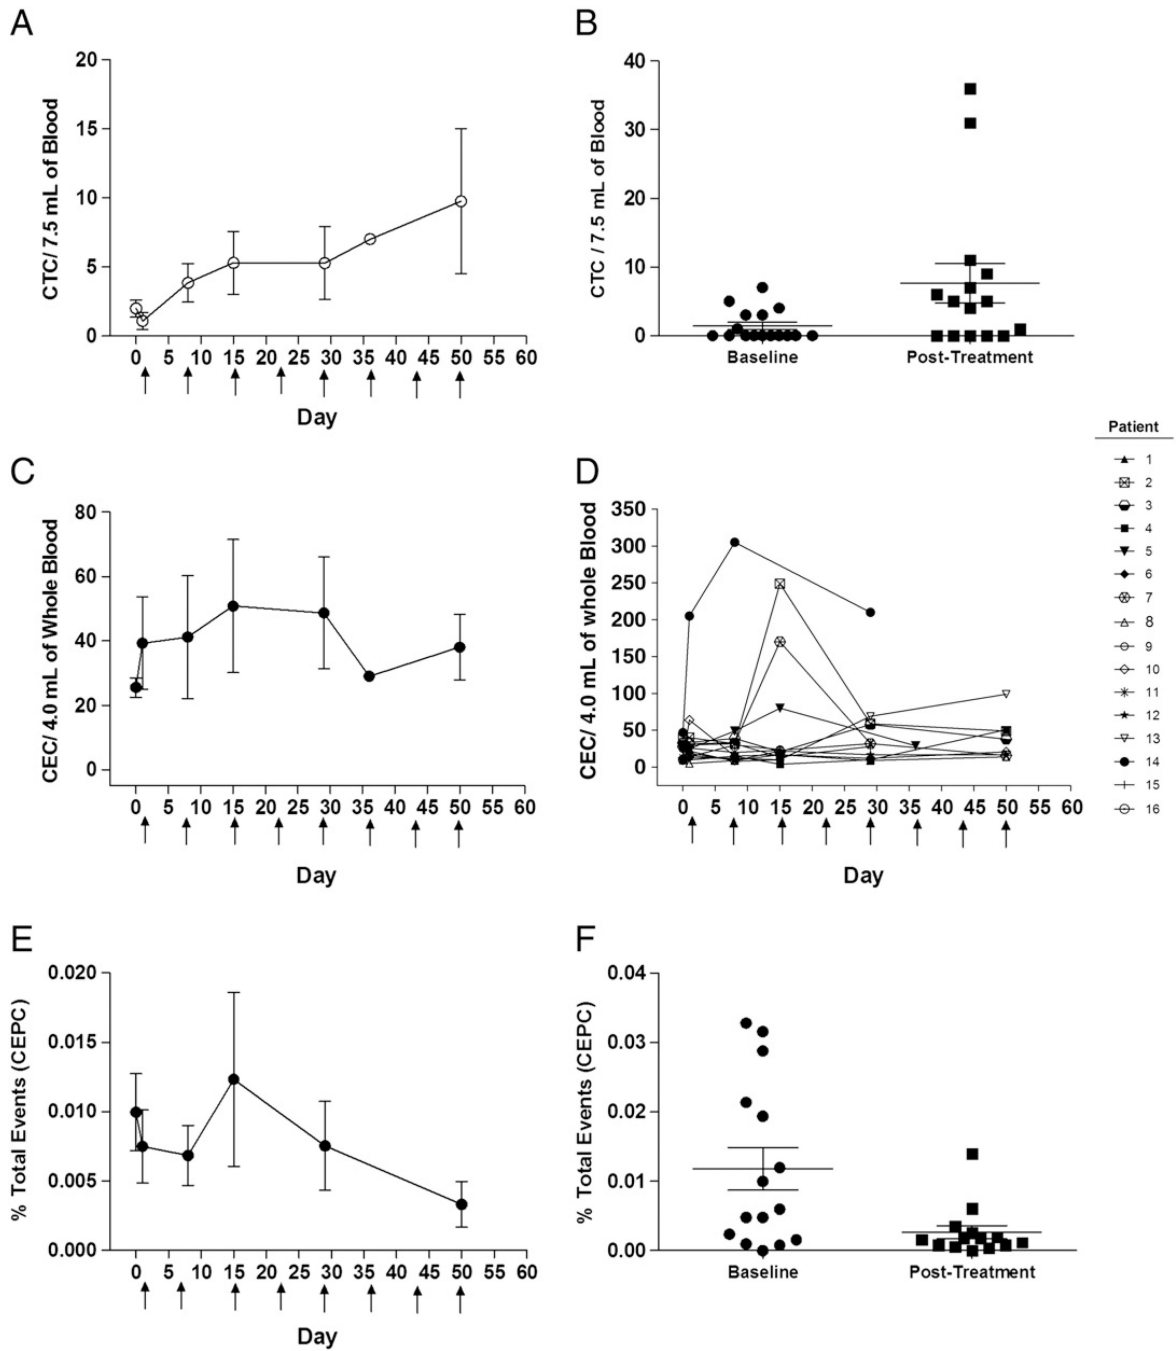 A
CTC/ 7.5 mL of Blood
20
15
10
5
0
0 5 10 15 20 25 30 35 40 45 50 55 60
Day
B
CTC / 7.5 mL of Blood
40
30
20
10
0
Baseline Post-Treatment
C
CEC/ 4.0 mL of Whole Blood
80
60
40
20
0
0 5 10 15 20 25 30 35 40 45 50 55 60
Day
D
CEC/ 4.0 mL of whole Blood
350
300
250
200
150
100
50
0
0 5 10 15 20 25 30 35 40 45 50 55 60
Day
Patient
1
2
3
4
5
6
7
8
9
10
11
12
13
14
15
16
E
% Total Events (CEPC)
0.020
0.015
0.010
0.005
0.000
0 5 10 15 20 25 30 35 40 45 50 55 60
Day
F
% Total Events (CEPC)
0.04
0.03
0.02
0.01
0.00
Baseline Post-Treatment